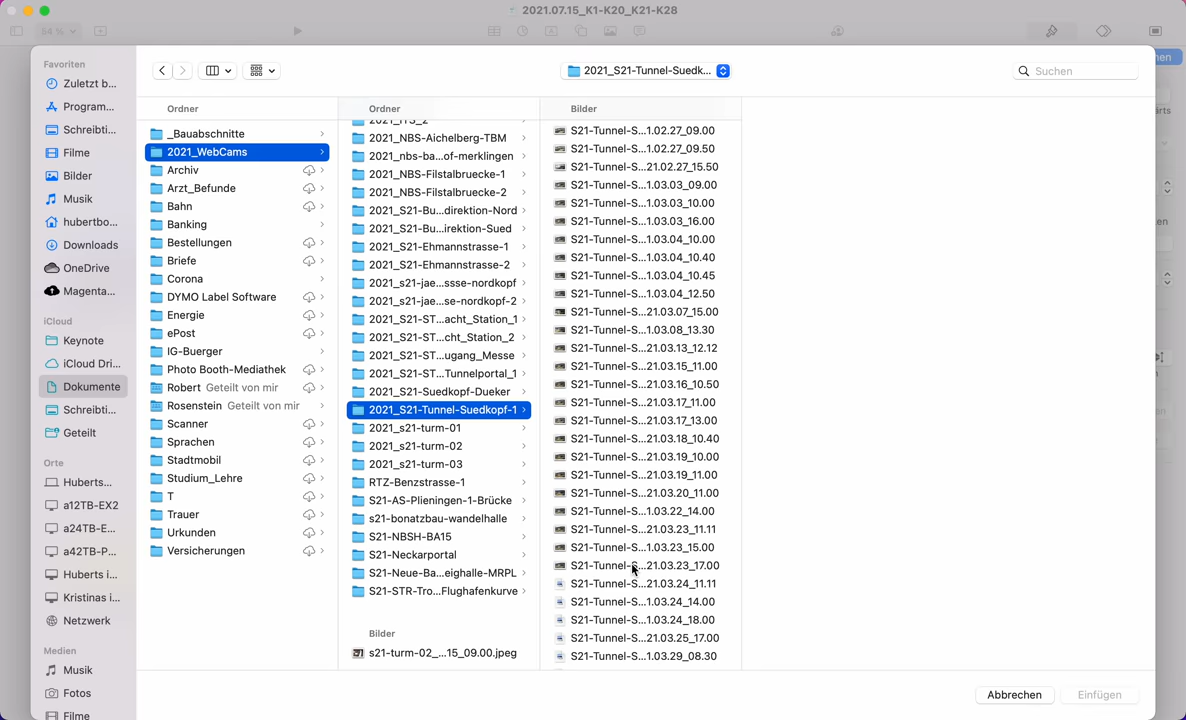 2021.07.15_K1-K20_K21-K28
54 %
2021_S21-Tunnel-Suedk...
Suchen
Favoriten
Zuletzt b...
Program...
Schreibti...
Filme
Bilder
Musik
hubertbo...
Downloads
OneDrive
Magenta...
iCloud
Keynote
iCloud Dri...
Dokumente
Schreibti...
Geteilt
Orte
Huberts...
a12TB-EX2
a24TB-E...
a42TB-P...
Huberts i...
Kristinas i...
Netzwerk
Medien
Musik
Fotos
Filme
Ordner
_Bauabschnitte
2021_WebCams
Archiv
Arzt_Befunde
Bahn
Banking
Bestellungen
Briefe
Corona
DYMO Label Software
Energie
ePost
IG-Buerger
Photo Booth-Mediathek
Robert Geteilt von mir
Rosenstein Geteilt von mir
Scanner
Sprachen
Stadtmobil
Studium_Lehre
T
Trauer
Urkunden
Versicherungen
Ordner
2021_NBS-Aichelberg-TBM
2021_nbs-ba...of-merklingen
2021_NBS-Filstalbruecke-1
2021_NBS-Filstalbruecke-2
2021_S21-Bu...direktion-Nord
2021_S21-Bu...irektion-Sued
2021_S21-Ehmannstrasse-1
2021_S21-Ehmannstrasse-2
2021_s21-jae...ssse-nordkopf
2021_s21-jae...se-nordkopf-2
2021_S21-ST...acht_Station_1
2021_S21-ST...cht_Station_2
2021_S21-ST...ugang_Messe
2021_S21-ST...Tunnelportal_1
2021_S21-Suedkopf-Dueker
2021_S21-Tunnel-Suedkopf-1
2021_s21-turm-01
2021_s21-turm-02
2021_s21-turm-03
RTZ-Benzstrasse-1
S21-AS-Plieningen-1-Brücke
s21-bonatzbau-wandelhalle
S21-NBSH-BA15
S21-Neckarportal
S21-Neue-Ba...eighalle-MRPL
S21-STR-Tro...Flughafenkurve
Bilder
s21-turm-02_...15_09.00.jpeg
Bilder
S21-Tunnel-S...1.02.27_09.00
S21-Tunnel-S...1.02.27_09.50
S21-Tunnel-S...21.02.27_15.50
S21-Tunnel-S...1.03.03_09.00
S21-Tunnel-S...1.03.03_10.00
S21-Tunnel-S...1.03.03_16.00
S21-Tunnel-S...1.03.04_10.00
S21-Tunnel-S...1.03.04_10.40
S21-Tunnel-S...1.03.04_10.45
S21-Tunnel-S...1.03.04_12.50
S21-Tunnel-S...21.03.07_15.00
S21-Tunnel-S...1.03.08_13.30
S21-Tunnel-S...21.03.13_12.12
S21-Tunnel-S...21.03.15_11.00
S21-Tunnel-S...21.03.16_10.50
S21-Tunnel-S...21.03.17_11.00
S21-Tunnel-S...21.03.17_13.00
S21-Tunnel-S...21.03.18_10.40
S21-Tunnel-S...21.03.19_10.00
S21-Tunnel-S...21.03.19_11.00
S21-Tunnel-S...21.03.20_11.00
S21-Tunnel-S...1.03.22_14.00
S21-Tunnel-S...21.03.23_11.11
S21-Tunnel-S...1.03.23_15.00
S21-Tunnel-S...21.03.23_17.00
S21-Tunnel-S...21.03.24_11.11
S21-Tunnel-S...1.03.24_14.00
S21-Tunnel-S...1.03.24_18.00
S21-Tunnel-S...21.03.25_17.00
S21-Tunnel-S...1.03.29_08.30
Abbrechen
Einfügen